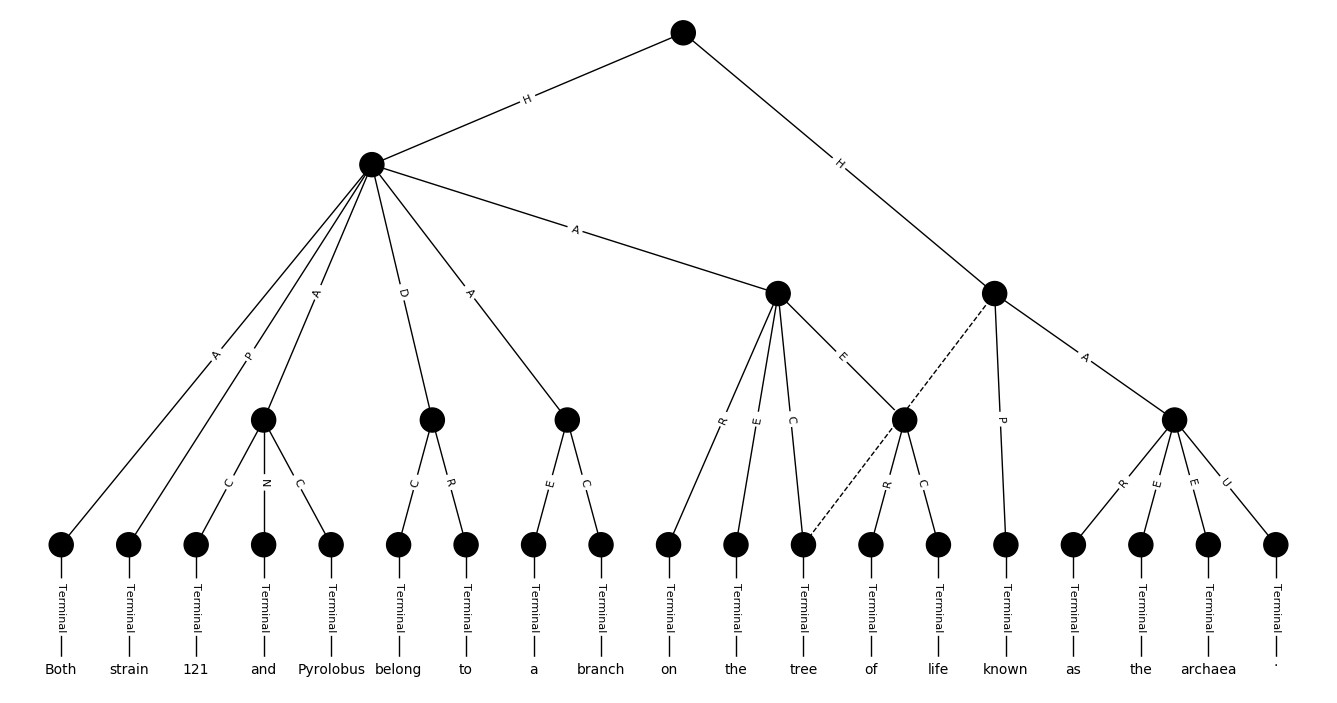 H
H
A
A
P
A
D
A
A
E
P
C
N
C
C
R
E
C
R
E
C
R
C
R
E
E
U
Terminal Terminal Terminal Terminal Terminal Terminal Terminal Terminal Terminal Terminal Terminal Terminal Terminal Terminal Terminal Terminal Terminal Terminal Terminal
Both strain 121 and Pyrolobus belong to a branch on the tree of life known as the archaea .